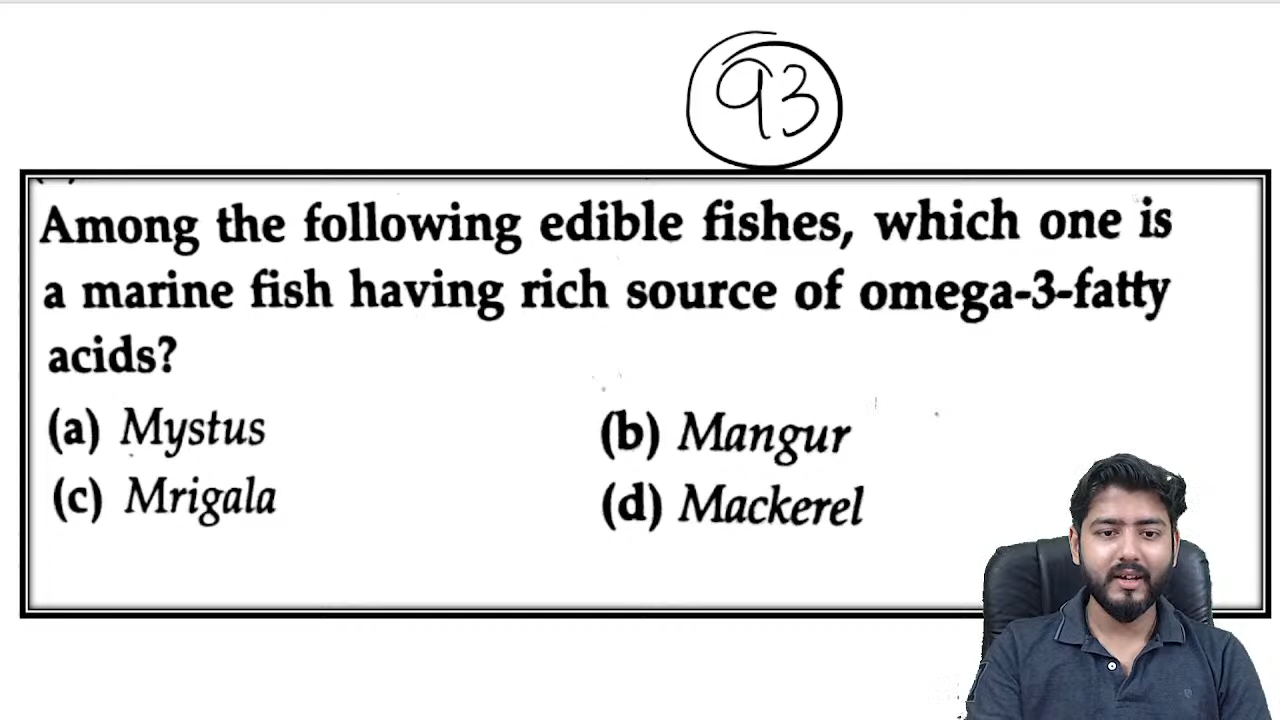 93
Among the following edible fishes, which one is
a marine fish having rich source of omega-3-fatty
acids?
(a) Mystus (b) Mangur
(c) Mrigala (d) Mackerel